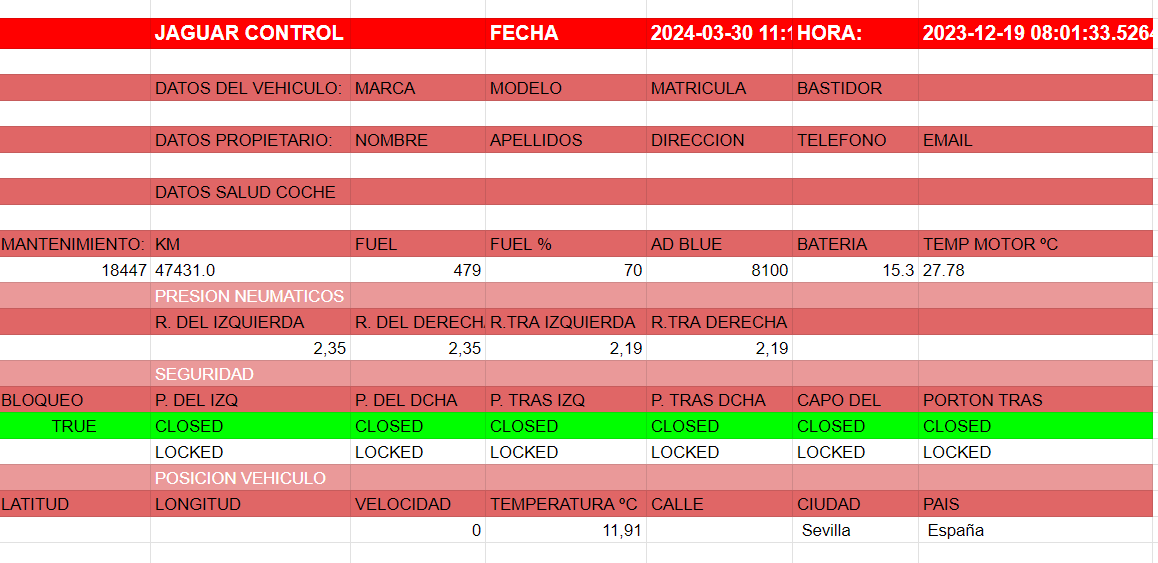 JAGUAR CONTROL FECHA 2024-03-30 11:1 HORA: 2023-12-19 08:01:33.5264
DATOS DEL VEHICULO: MARCA MODELO MATRICULA BASTIDOR
DATOS PROPIETARIO: NOMBRE APELLIDOS DIRECCION TELEFONO EMAIL
DATOS SALUD COCHE
MANTENIMIENTO: KM FUEL FUEL % AD BLUE BATERIA TEMP MOTOR ºC
18447 47431.0 479 70 8100 15.3 27.78
PRESION NEUMATICOS
R. DEL IZQUIERDA R. DEL DERECH R.TRA IZQUIERDA R.TRA DERECHA
2,35 2,35 2,19 2,19
SEGURIDAD
BLOQUEO P. DEL IZQ P. DEL DCHA P. TRAS IZQ P. TRAS DCHA CAPO DEL PORTON TRAS
TRUE CLOSED CLOSED CLOSED CLOSED CLOSED CLOSED
LOCKED LOCKED LOCKED LOCKED LOCKED LOCKED
POSICION VEHICULO
LATITUD LONGITUD VELOCIDAD TEMPERATURA ºC CALLE CIUDAD PAIS
0 11,91 Sevilla España